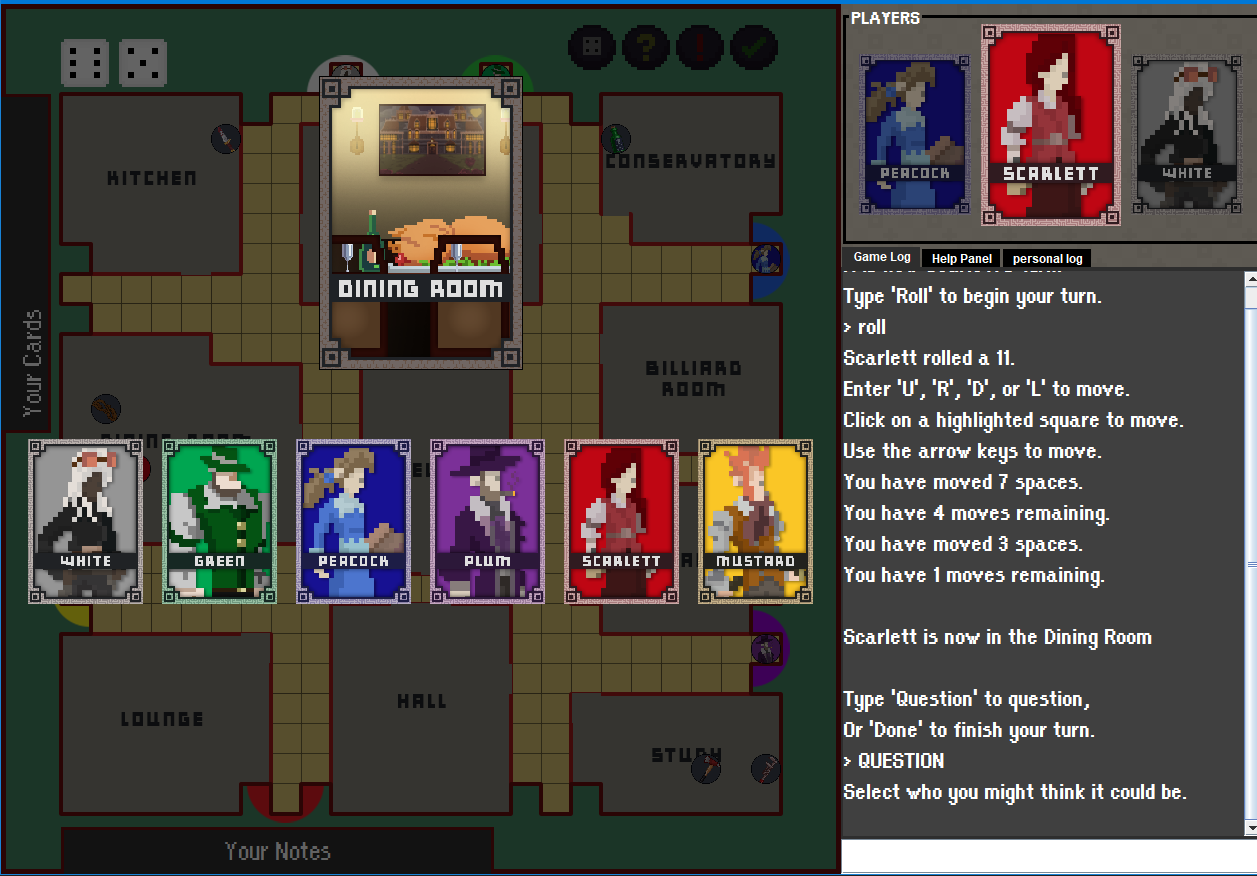 PLAYERS
PEACOCK
SCARLETT
WHITE
Game Log
Help Panel
personal log
Type 'Roll' to begin your turn.
> roll
Scarlett rolled a 11.
Enter 'U', 'R', 'D', or 'L' to move.
Click on a highlighted square to move.
Use the arrow keys to move.
You have moved 7 spaces.
You have 4 moves remaining.
You have moved 3 spaces.
You have 1 moves remaining.
Scarlett is now in the Dining Room
Type 'Question' to question,
Or 'Done' to finish your turn.
> QUESTION
Select who you might think it could be.
KITCHEN
CONSERVATORY
DINING ROOM
BILLIARD
ROOM
Your Cards
WHITE
GREEN
PEACOCK
PLUM
SCARLETT
MUSTARD
LOUNGE
HALL
STUDY
Your Notes